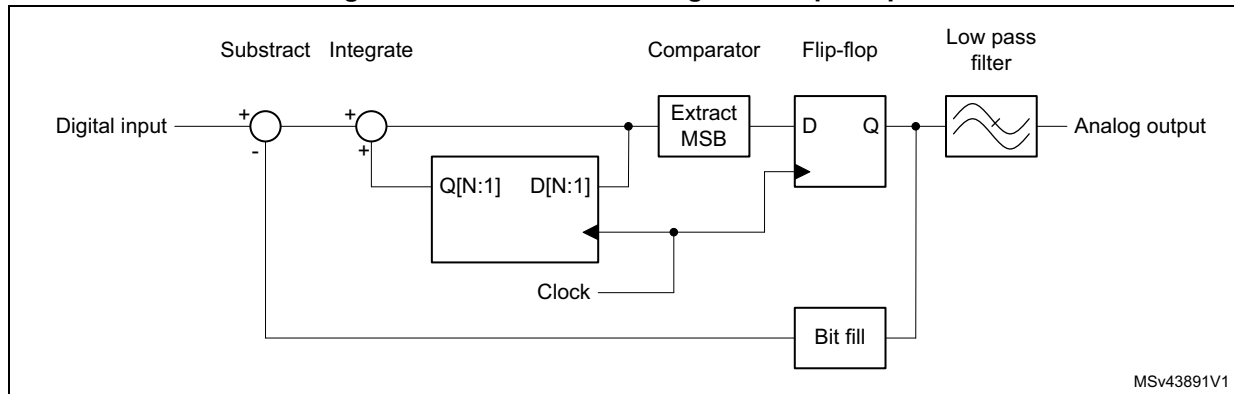 Substract Integrate Comparator Flip-flop Low pass
filter
Digital input + - + + Extract
MSB D Q Analog output
Q[N:1] D[N:1]
Clock
Bit fill
MSv43891V1